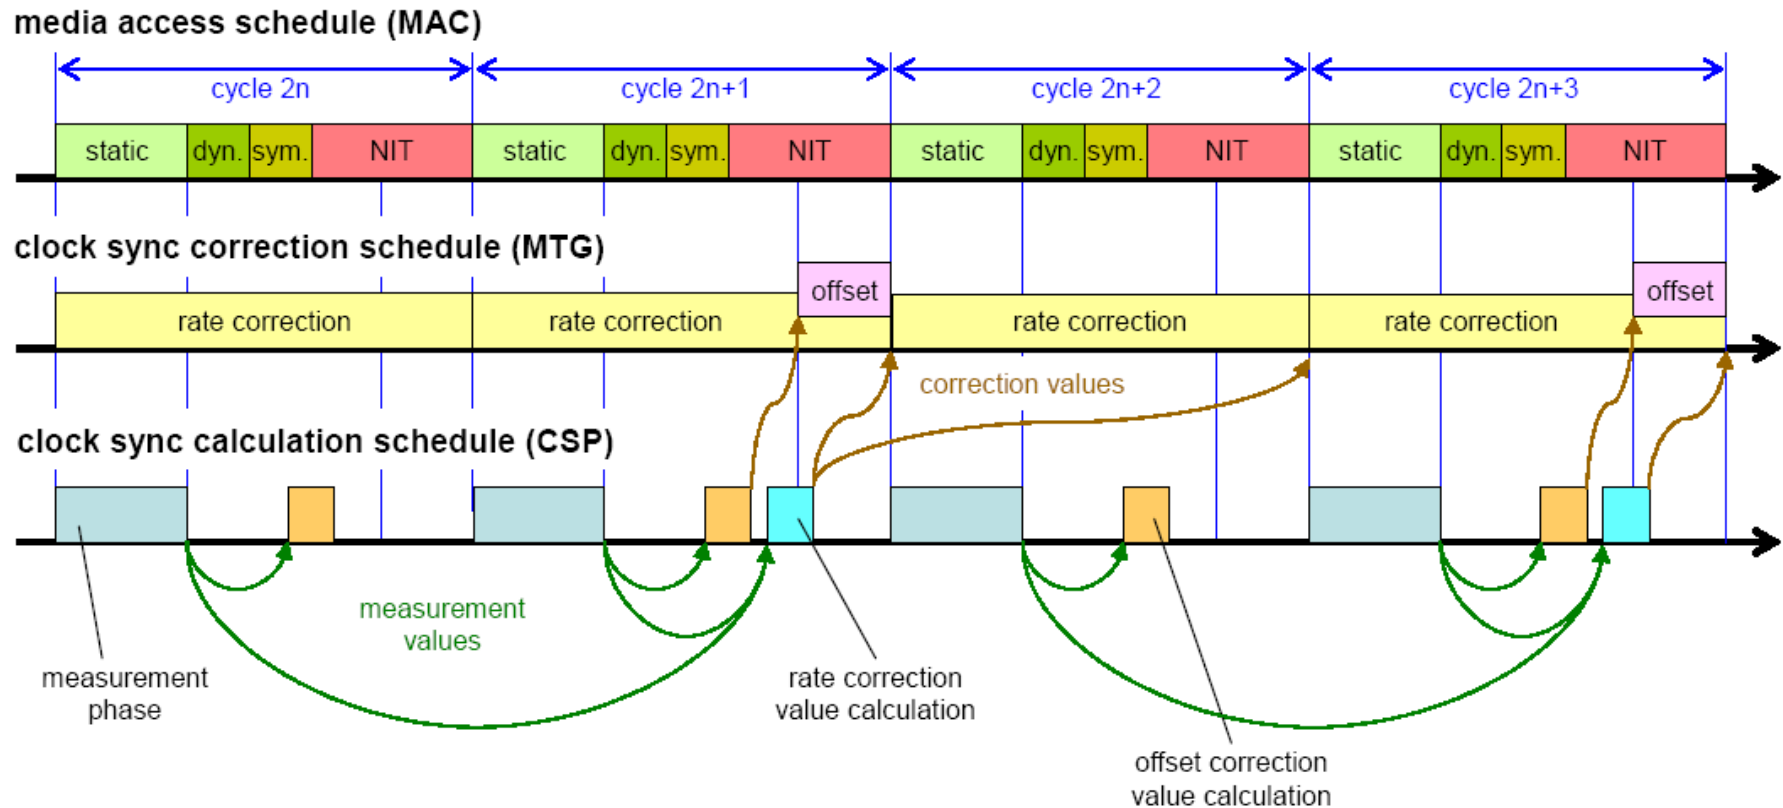 media access schedule (MAC)
cycle 2n cycle 2n+1 cycle 2n+2 cycle 2n+3
static dyn. sym. NIT static dyn. sym. NIT static dyn. sym. NIT static dyn. sym. NIT
clock sync correction schedule (MTG)
offset offset
rate correction rate correction rate correction rate correction
correction values
clock sync calculation schedule (CSP)
measurement
values
measurement
phase
rate correction
value calculation
offset correction
value calculation